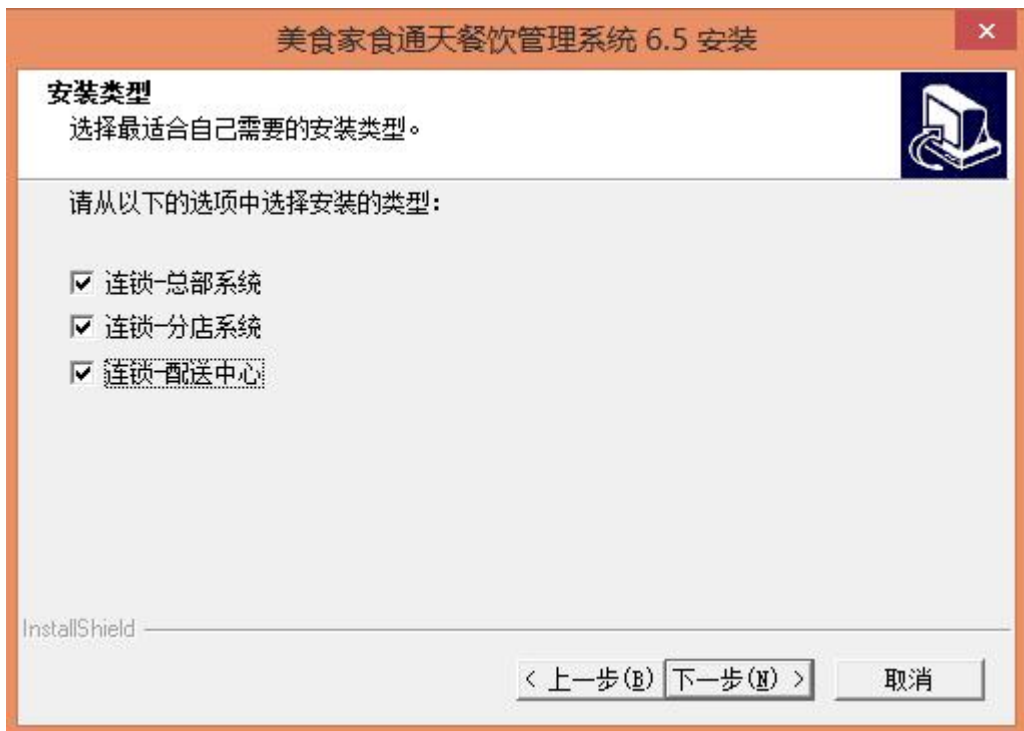 美食家食通天餐饮管理系统 6.5 安装
安装类型
选择最适合自己需要的安装类型。
请从以下的选项中选择安装的类型:
连锁-总部系统
连锁-分店系统
连锁-配送中心
InstallShield
< 上一步(B) 下一步(N) > 取消